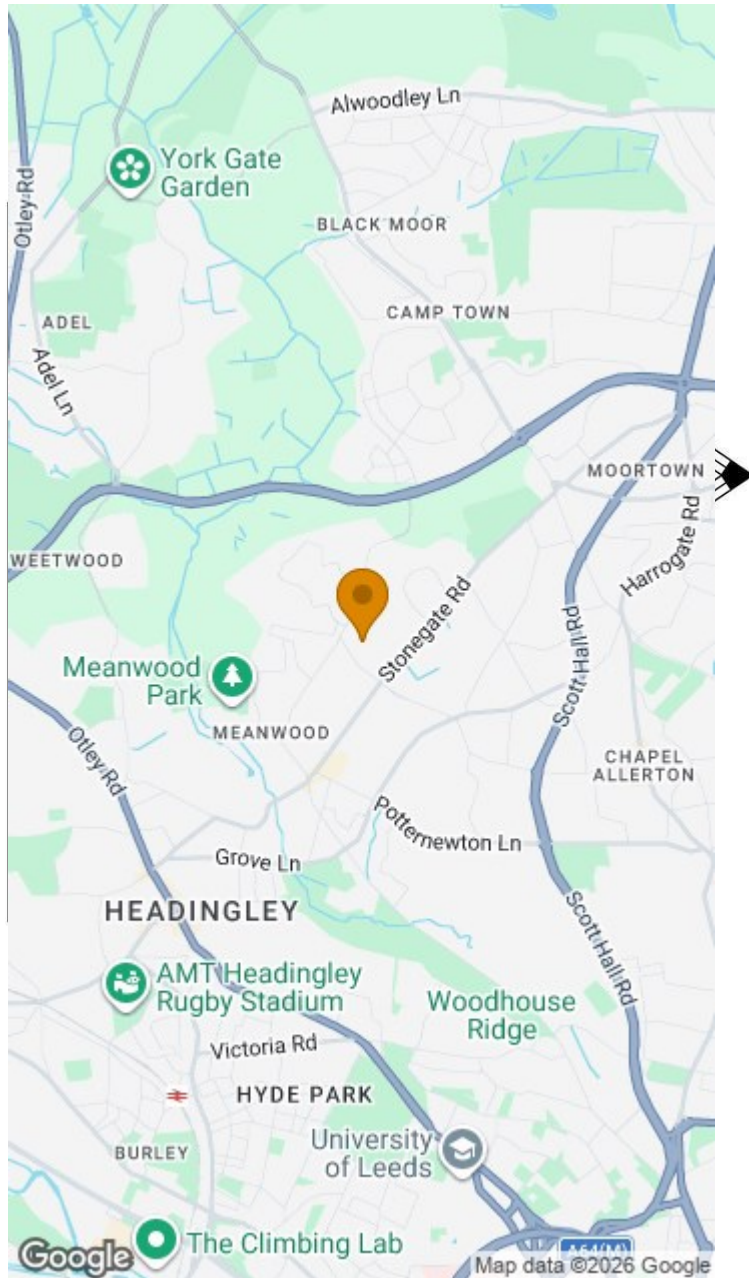 Alwoodley Ln
York Gate
Garden
Otley Rd
BLACK MOOR
CAMP TOWN
ADEL
Adel Ln
MOORTOWN
Harrogate Rd
WEETWOOD
Stonegate Rd
Scott Hall Rd
Meanwood
Park
MEANWOOD
Otley Rd
CHAPEL
ALLERTON
Potternewton Ln
Grove Ln
HEADINGLEY
Scott Hall Rd
AMT Headingley
Rugby Stadium
Woodhouse
Ridge
Victoria Rd
HYDE PARK
University
of Leeds
BURLEY
The Climbing Lab
A64(M)
Google
Map data ©2026 Google